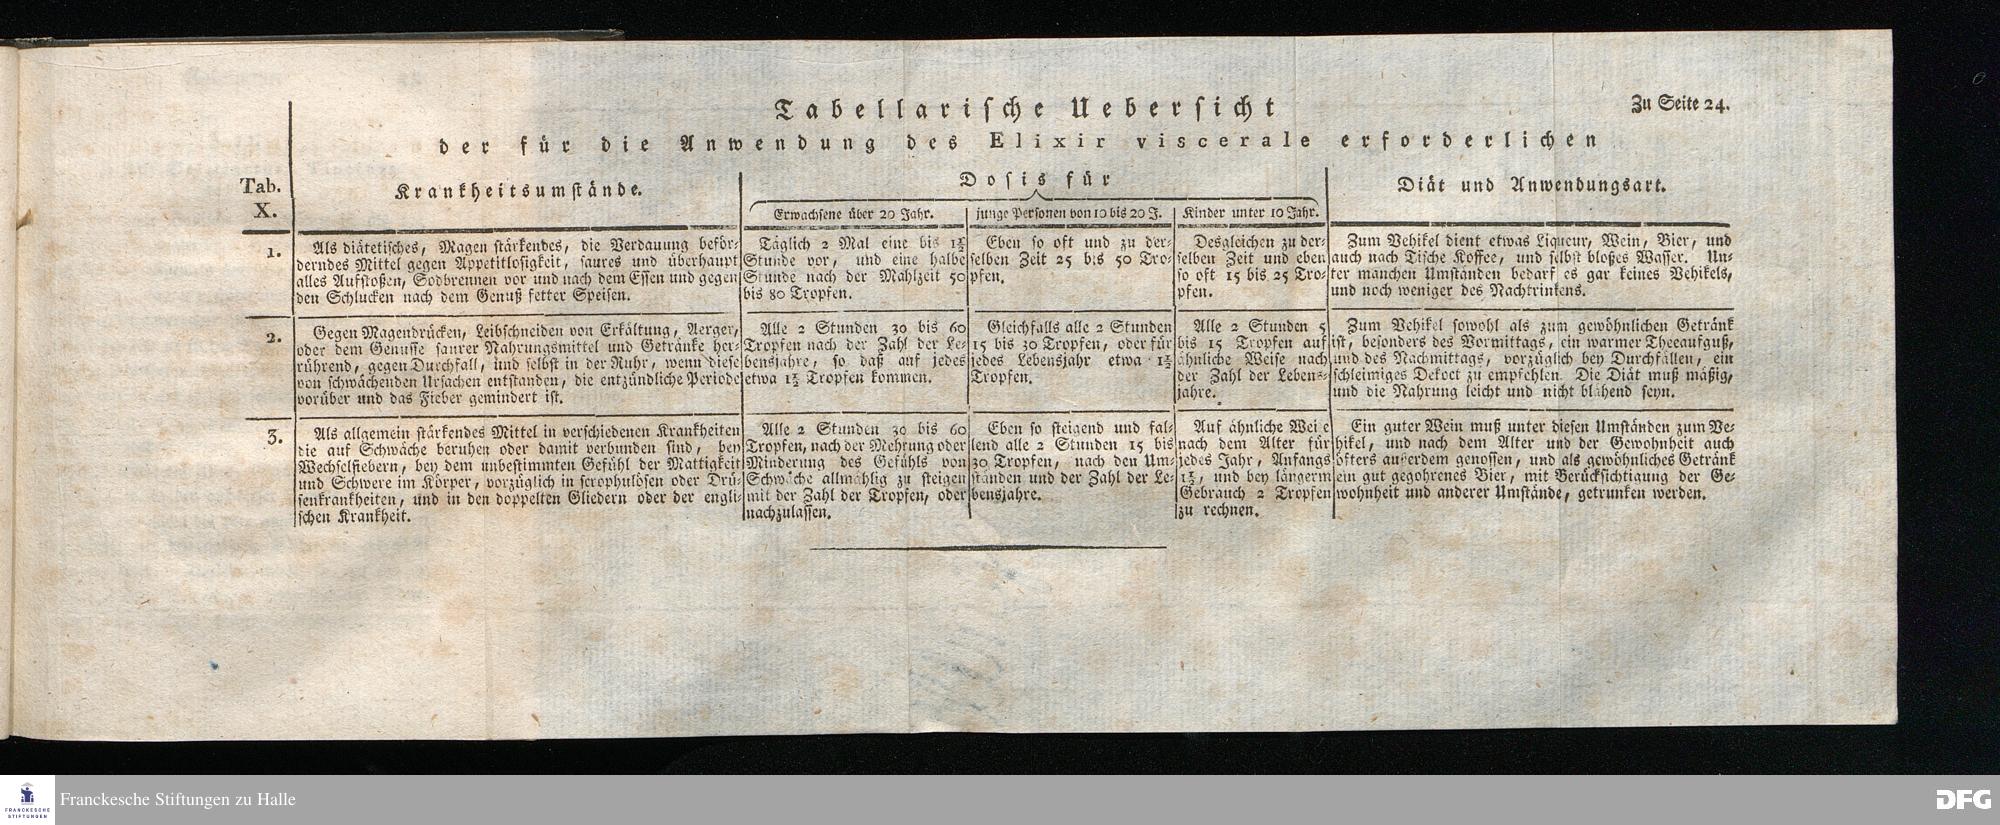 Tabellarische Uebersicht
Zu Seite 24.
der für die Anwendung des Elixir viscerale erforderlichen
Tab.
X.
Krankheitsumstände.
Dosis für
Erwachsene über 20 Jahr.
junge Personen von 10 bis 20 J.
Kinder unter 10 Jahr.
Diät und Anwendungsart.
1.
Als diätetisches, Magen stärkendes, die Verdauung beför-
derndes Mittel gegen Appetitlosigkeit, saures und überhaupt
alles Aufstoßen, Sodbrennen vor und nach dem Essen und gegen
den Schlucken nach dem Genuß fetter Speisen.
Täglich 2 Mal eine bis 1½
Stunde vor, und eine halbe
Stunde nach der Mahlzeit 50
bis 80 Tropfen.
Eben so oft und zu der-
selben Zeit 25 bis 50 Tro-
pfen.
Desgleichen zu der-
selben Zeit und eben
so oft 15 bis 25 Tro-
pfen.
Zum Vehikel dient etwas Liqueur, Wein, Bier, und
auch nach Tische Koffee, und selbst bloßes Wasser. Un-
ter manchen Umständen bedarf es gar keines Vehikels,
und noch weniger des Nachtrinkens.
2.
Gegen Magendrücken, Leibschneiden von Erkältung, Aerger,
oder dem Genusse saurer Nahrungsmittel und Getränke her-
rührend, gegen Durchfall, und selbst in der Ruhr, wenn diese
von schwächenden Ursachen entstanden, die entzündliche Periode
vorüber und das Fieber gemindert ist.
Alle 2 Stunden 30 bis 60
Tropfen nach der Zahl der Le-
bensjahre, so daß auf jedes
etwa 1½ Tropfen kommen.
Gleichfalls alle 2 Stunden
15 bis 30 Tropfen, oder für
jedes Lebensjahr etwa 1½
Tropfen.
Alle 2 Stunden 5
bis 15 Tropfen auf
ähnliche Weise nach
der Zahl der Lebens-
jahre.
Zum Vehikel sowohl als zum gewöhnlichen Getränk
ist, besonders des Vormittags, ein warmer Theeaufguß,
und des Nachmittags, vorzüglich bey Durchfällen, ein
schleimiges Dekoct zu empfehlen. Die Diät muß mäßig,
und die Nahrung leicht und nicht blähend seyn.
3.
Als allgemein stärkendes Mittel in verschiedenen Krankheiten
die auf Schwäche beruhen oder damit verbunden sind, bey
Wechselfiebern, bey dem unbestimmten Gefühl der Mattigkeit
und Schwere im Körper, vorzüglich in scrophulösen oder Drü-
senkrankheiten, und in den doppelten Gliedern oder der engli-
schen Krankheit.
Alle 2 Stunden 30 bis 60
Tropfen, nach der Mehrung oder
Minderung des Gefühls von
Schwäche allmählig zu steigen
mit der Zahl der Tropfen, oder
nachzulassen.
Eben so steigend und fal-
lend alle 2 Stunden 15 bis
30 Tropfen, nach den Um-
ständen und der Zahl der Le-
bensjahre.
Auf ähnliche Wei e
nach dem Alter für
jedes Jahr, Anfangs
1½, und bey längerm
Gebrauch 2 Tropfen
zu rechnen.
Ein guter Wein muß unter diesen Umständen zum Ve-
hikel, und nach dem Alter und der Gewohnheit auch
öfters außerdem genossen, und als gewöhnliches Getränk
ein gut gegohrenes Bier, mit Berücksichtigung der Ge-
wohnheit und anderer Umstände, getrunken werden.
FRANCKESCHE
STIFTUNGEN
Franckesche Stiftungen zu Halle
DFG